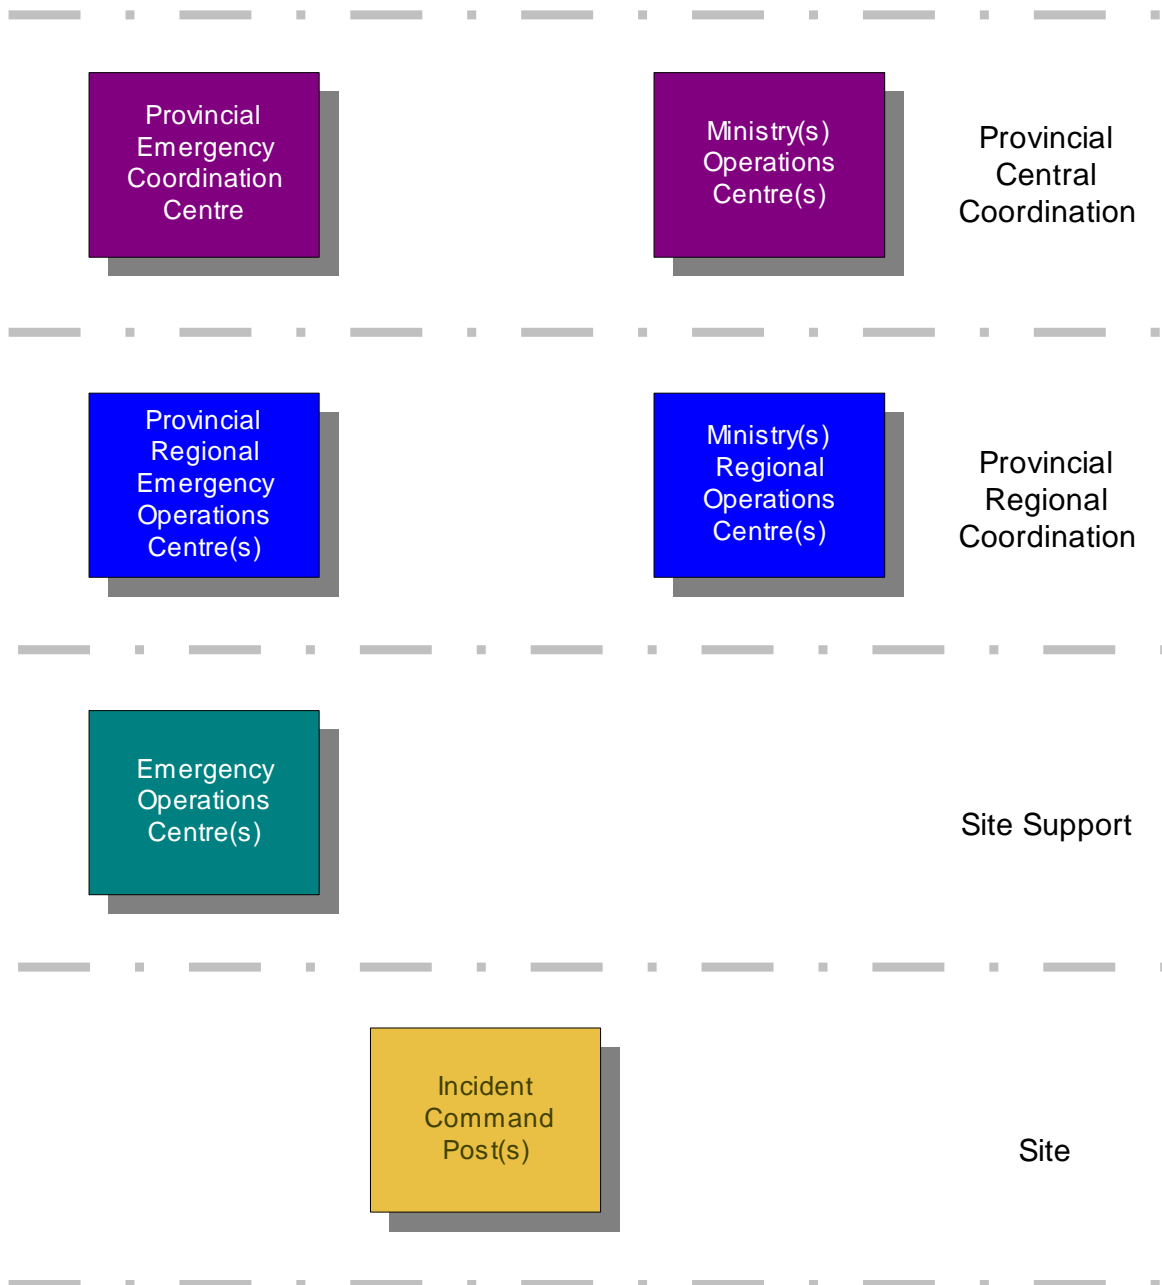 Provincial
Emergency
Coordination
Centre
Ministry(s)
Operations
Centre(s)
Provincial
Central
Coordination
Provincial
Regional
Emergency
Operations
Centre(s)
Ministry(s)
Regional
Operations
Centre(s)
Provincial
Regional
Coordination
Emergency
Operations
Centre(s)
Site Support
Incident
Command
Post(s)
Site